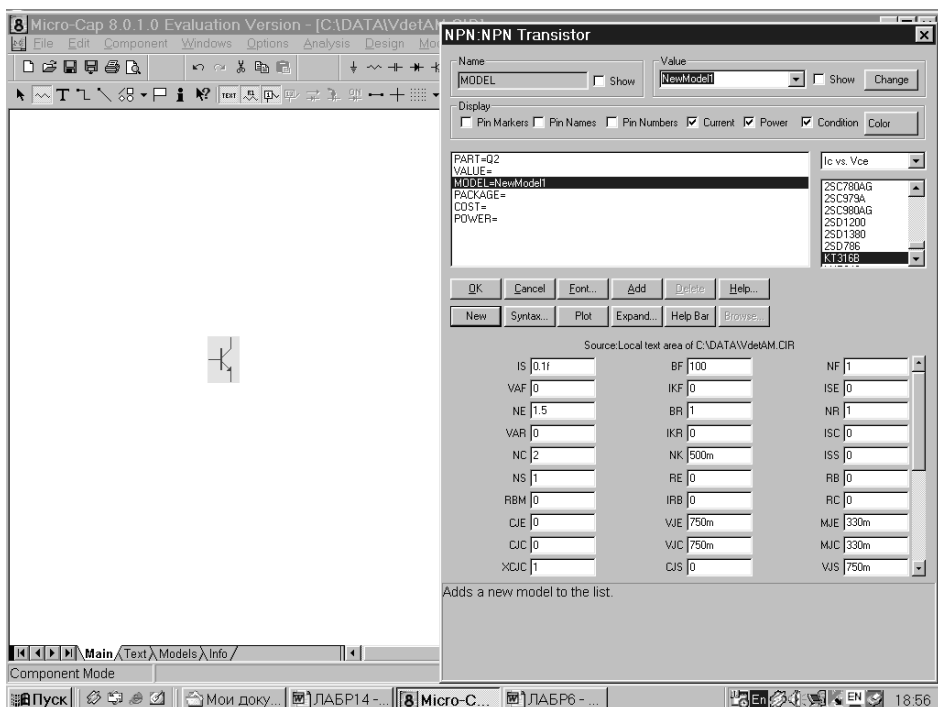 Micro-Cap 8.0.1.0 Evaluation Version - [C:\DATA\VdetAM.CIR]
File Edit Component Windows Options Analysis Design
NPN:NPN Transistor
Name
MODEL
Show
Value
NewModel1
Show
Change
Display
Pin Markers Pin Names Pin Numbers Current Power Condition Color
PART=Q2
VALUE=
MODEL=NewModel1
PACKAGE=
COST=
POWER=
Ic vs. Vce
2SC780AG
2SC979A
2SC980AG
2SD1200
2SD1380
2SD786
KT316B
OK Cancel Font... Add Delete Help...
New Syntax... Plot Expand... Help Bar Browse...
Source:Local text area of C:\DATA\VdetAM.CIR
IS 0.1f BF 100 NF 1
VAF 0 IKF 0 ISE 0
NE 1.5 BR 1 NR 1
VAR 0 IKR 0 ISC 0
NC 2 NK 500m ISS 0
NS 1 RE 0 RB 0
RBM 0 IRB 0 RC 0
CJE 0 VJE 750m MJE 330m
CJC 0 VJC 750m MJC 330m
XCJC 1 CJS 0 VJS 750m
Adds a new model to the list.
Main Text Models Info
Component Mode
Пуск Мои доку... ЛАБР14 -... Micro-C... ЛАБР6 - ... En EN 18:56